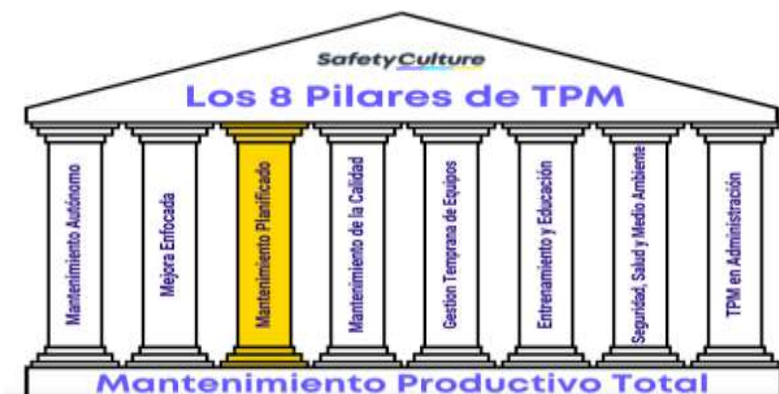 SafetyCulture
Los 8 Pilares de TPM
Mantenimiento Autónomo
Mejora Enfocada
Mantenimiento Planificado
Mantenimiento de la Calidad
Gestion Temprana de Equipos
Entrenamiento y Educación
Seguridad, Salud y Medio Ambiente
TPM en Administración
Mantenimiento Productivo Total